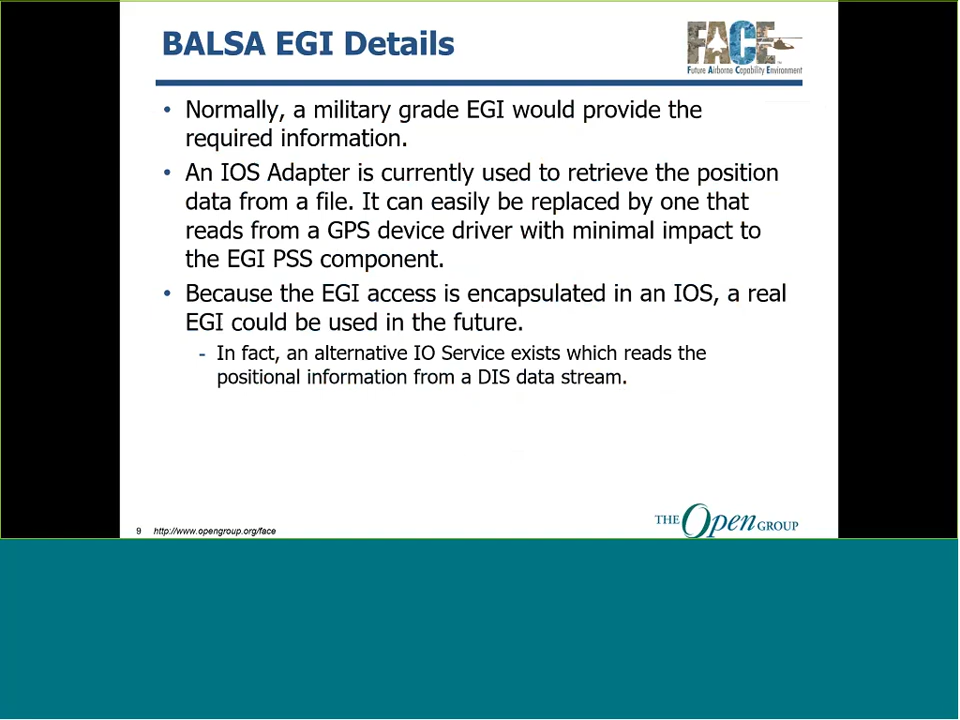 BALSA EGI Details
FACE
Future Airborne Capability Environment
• Normally, a military grade EGI would provide the
required information.
• An IOS Adapter is currently used to retrieve the position
data from a file. It can easily be replaced by one that
reads from a GPS device driver with minimal impact to
the EGI PSS component.
• Because the EGI access is encapsulated in an IOS, a real
EGI could be used in the future.
- In fact, an alternative IO Service exists which reads the
positional information from a DIS data stream.
9 http://www.opengroup.org/face
THE Open GROUP